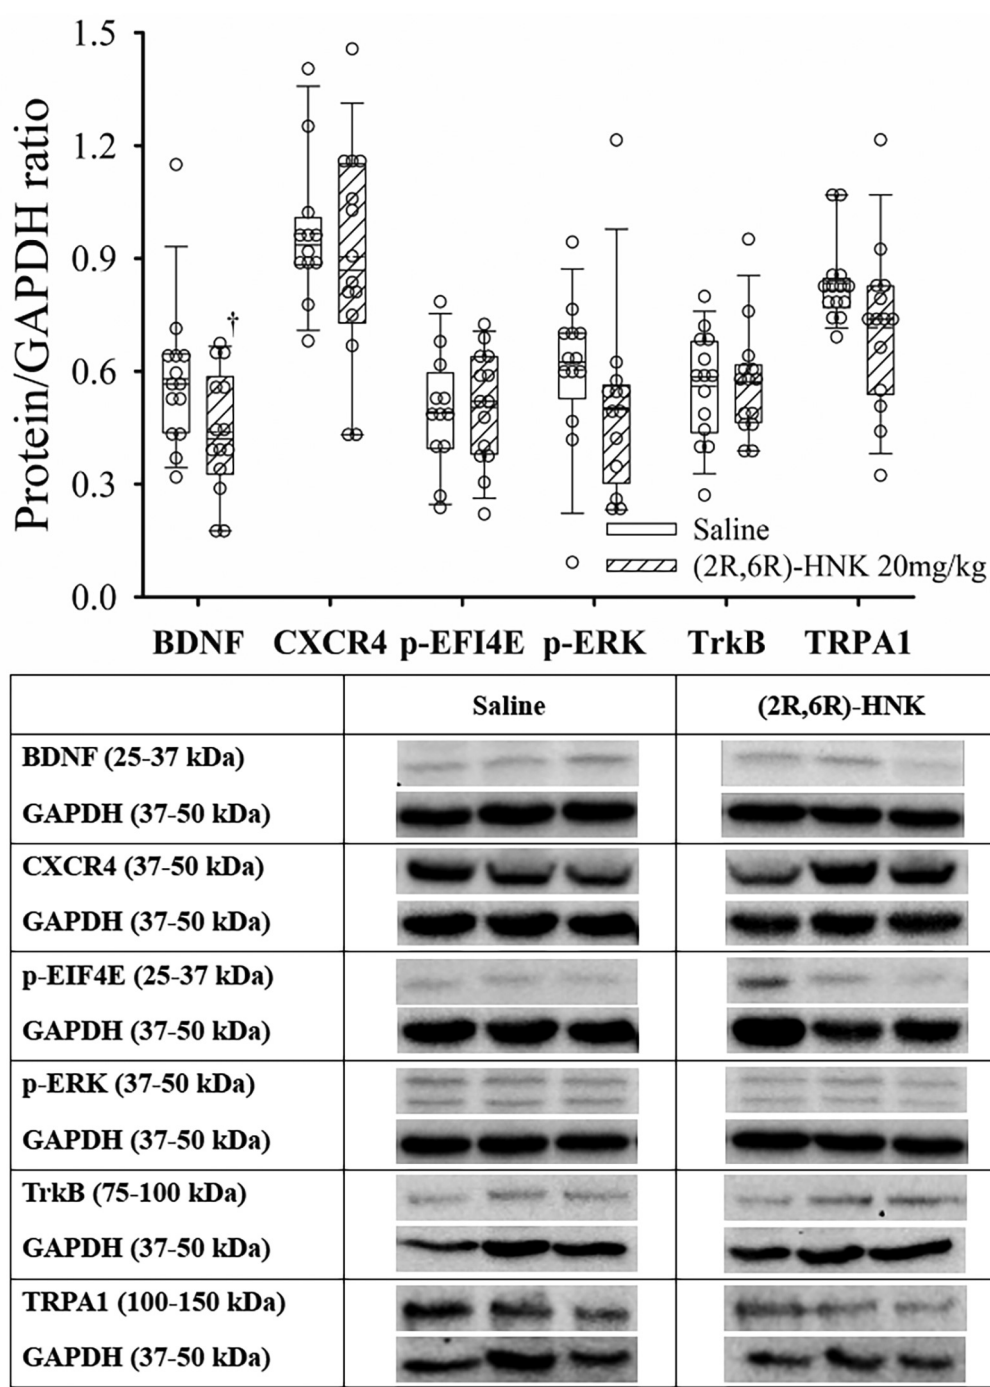 Protein/GAPDH ratio
1.5
1.2
0.9
0.6
0.3
0.0
†
Saline
(2R,6R)-HNK 20mg/kg
BDNF CXCR4 p-EFI4E p-ERK TrkB TRPA1
Saline (2R,6R)-HNK
BDNF (25-37 kDa)
GAPDH (37-50 kDa)
CXCR4 (37-50 kDa)
GAPDH (37-50 kDa)
p-EIF4E (25-37 kDa)
GAPDH (37-50 kDa)
p-ERK (37-50 kDa)
GAPDH (37-50 kDa)
TrkB (75-100 kDa)
GAPDH (37-50 kDa)
TRPA1 (100-150 kDa)
GAPDH (37-50 kDa)